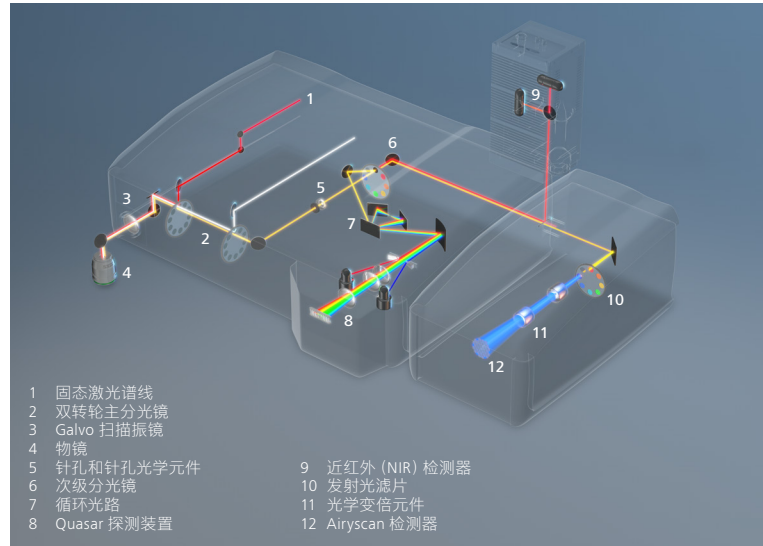 1
9
6
3
5
2
7
4
10
8
11
12
1 固态激光谱线
2 双转轮主分光镜
3 Galvo 扫描振镜
4 物镜
5 针孔和针孔光学元件
6 次级分光镜
7 循环光路
8 Quasar 探测装置
9 近红外 (NIR) 检测器
10 发射光滤片
11 光学变倍元件
12 Airyscan 检测器